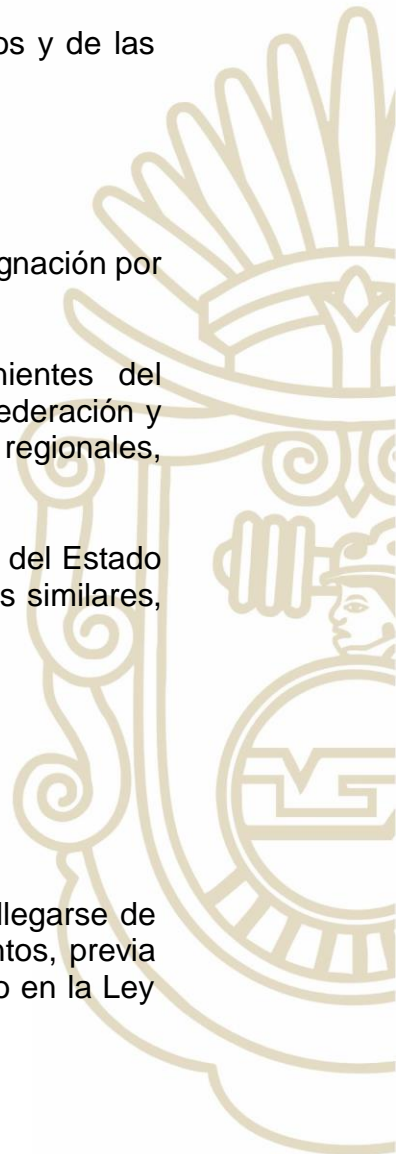 os y de las
gnación por
nientes del
ederación y
regionales,
del Estado
s similares,
llegarse de
ntos, previa
o en la Ley